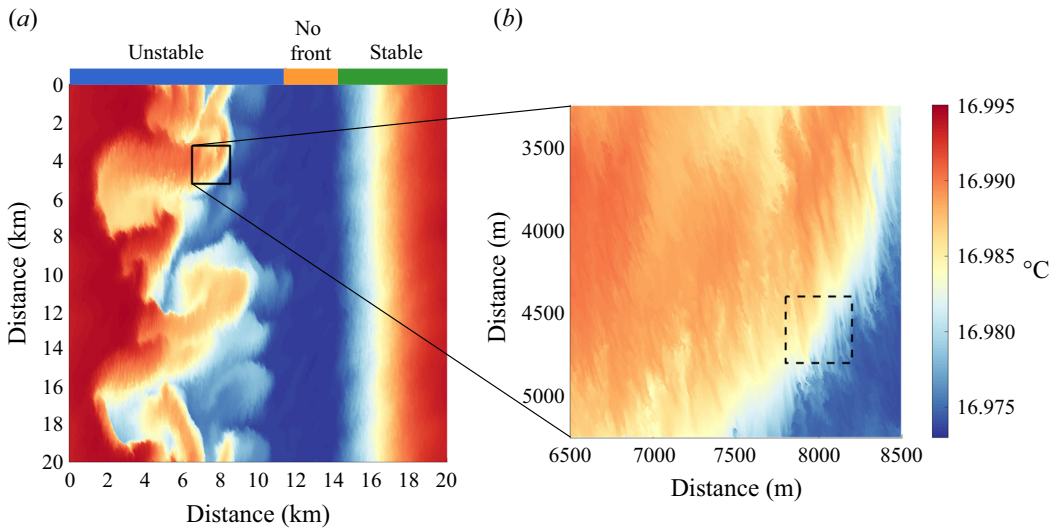 (a)
(b)
Unstable
No
front
Stable
0
2
4
6
8
10
12
14
16
18
20
Distance (km)
0 2 4 6 8 10 12 14 16 18 20
Distance (km)
3500
4000
4500
5000
Distance (m)
6500 7000 7500 8000 8500
Distance (m)
16.995
16.990
16.985
16.980
16.975
°C